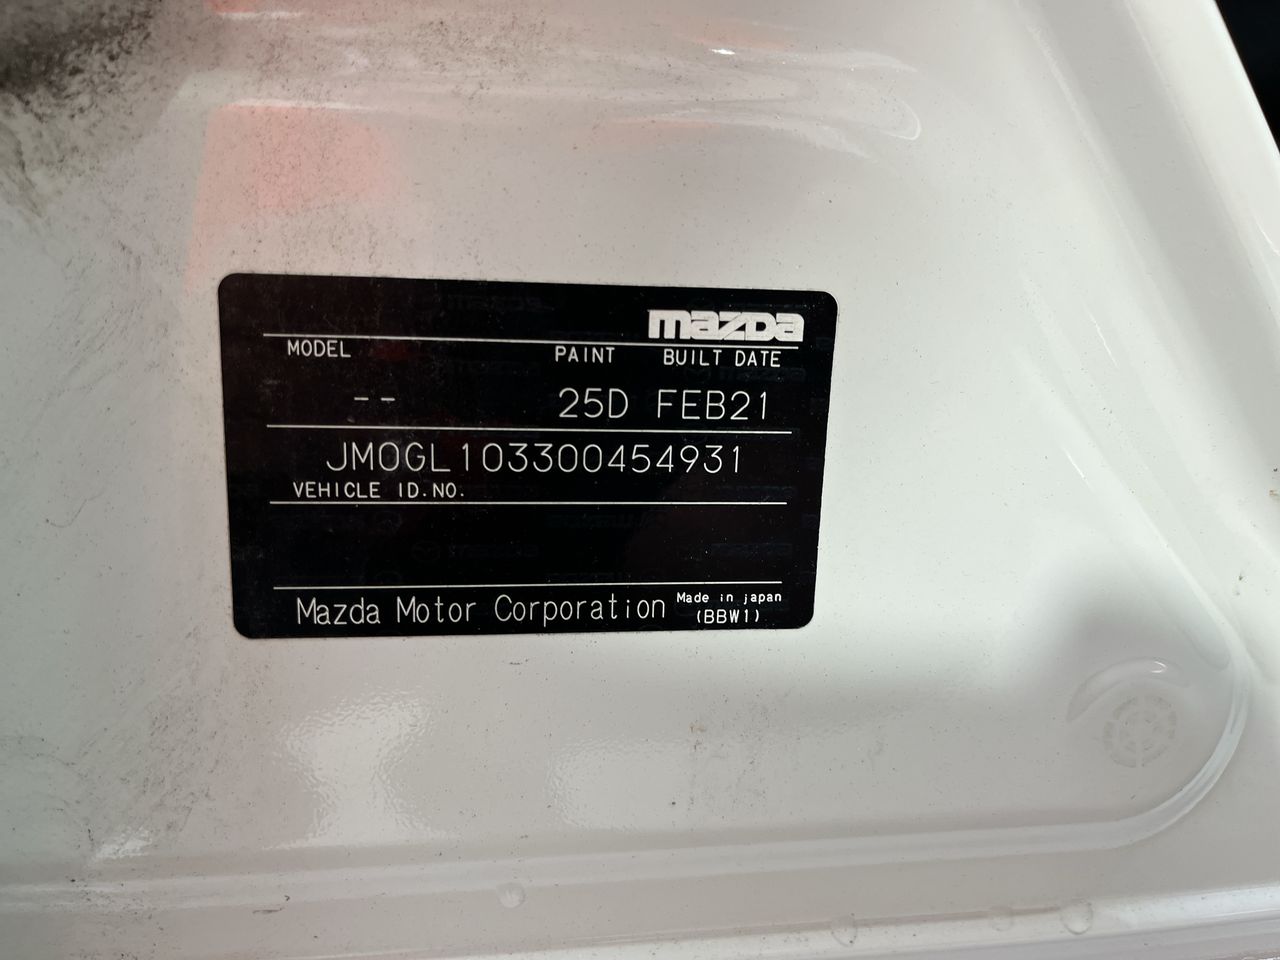 mazda
MODEL PAINT BUILT DATE
-- 25D FEB21
JM0GL103300454931
VEHICLE ID.NO.
Mazda Motor Corporation Made in japan
(BBW1)